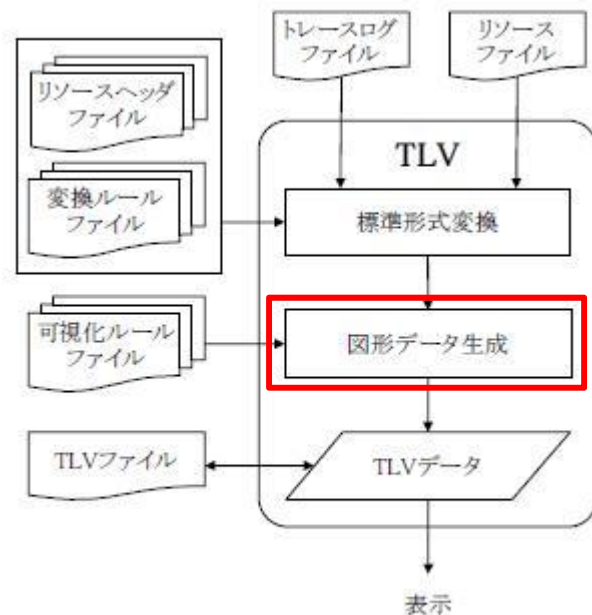 トレースログ
ファイル
リソース
ファイル
リソースヘッダ
ファイル
TLV
変換ルール
ファイル
標準形式変換
可視化ルール
ファイル
図形データ生成
TLVファイル
TLVデータ
表示